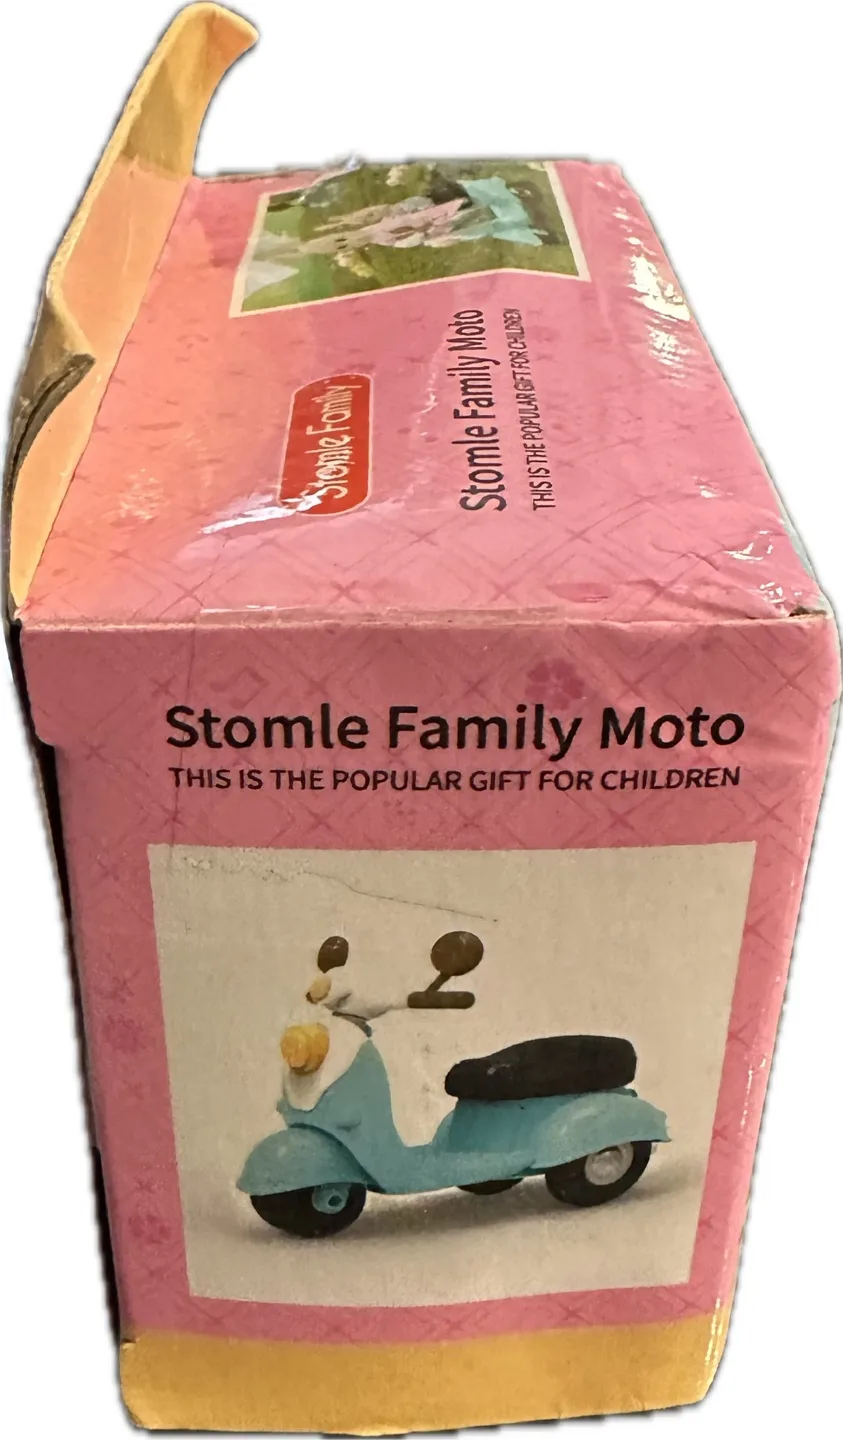 Stomle Family
Stomle Family Moto
THIS IS THE POPULAR GIFT FOR CHILDREN
Stomle Family Moto
THIS IS THE POPULAR GIFT FOR CHILDREN